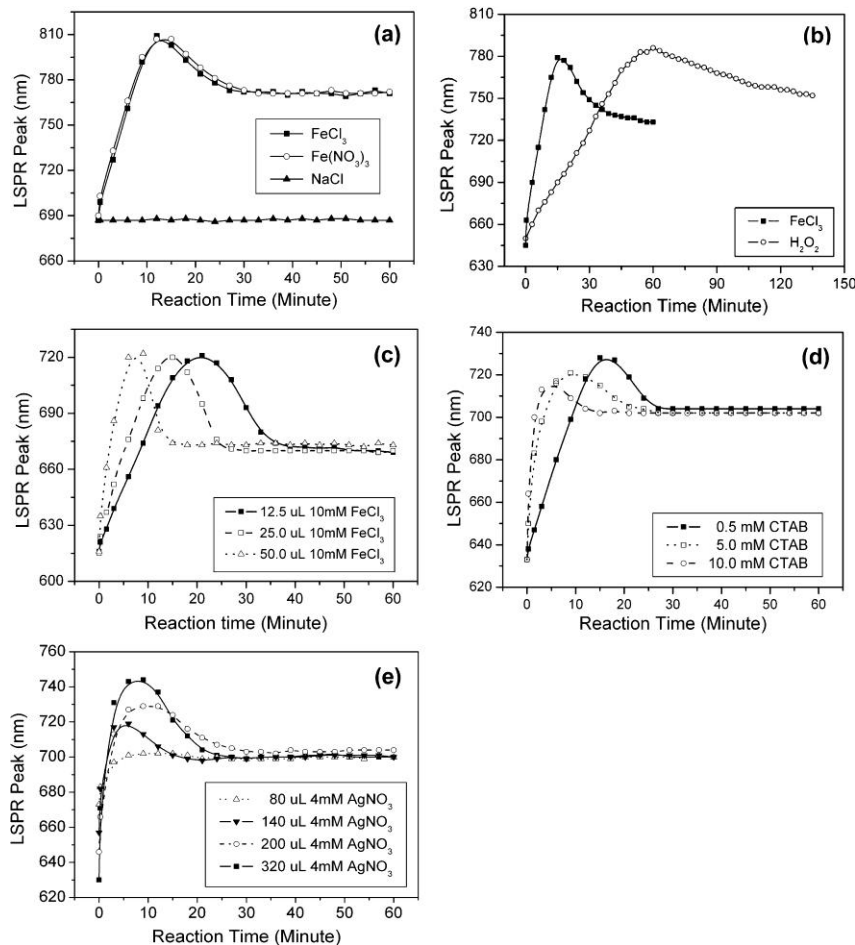 (a)
LSPR Peak (nm)
810
780
750
720
690
660
FeCl₃
Fe(NO₃)₃
NaCl
0 10 20 30 40 50 60
Reaction Time (Minute)
(b)
LSPR Peak (nm)
780
750
720
690
660
630
FeCl₃
H₂O₂
0 30 60 90 120 150
Reaction Time (Minute)
(c)
LSPR Peak (nm)
720
690
660
630
600
12.5 uL 10mM FeCl₃
25.0 uL 10mM FeCl₃
50.0 uL 10mM FeCl₃
0 10 20 30 40 50 60
Reaction time (Minute)
(d)
LSPR Peak (nm)
740
720
700
680
660
640
620
0.5 mM CTAB
5.0 mM CTAB
10.0 mM CTAB
0 10 20 30 40 50 60
Reaction Time (Minute)
(e)
LSPR Peak (nm)
760
740
720
700
680
660
640
620
80 uL 4mM AgNO₃
140 uL 4mM AgNO₃
200 uL 4mM AgNO₃
320 uL 4mM AgNO₃
0 10 20 30 40 50 60
Reaction Time (Minute)